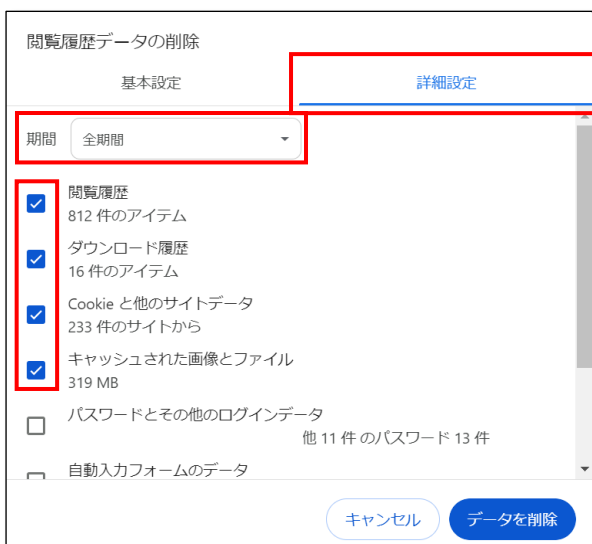 閲覧履歴データの削除
基本設定 詳細設定
期間 全期間
閲覧履歴
812 件のアイテム
ダウンロード履歴
16 件のアイテム
Cookie と他のサイトデータ
233 件のサイトから
キャッシュされた画像とファイル
319 MB
パスワードとその他のログインデータ
他 11 件 のパスワード 13 件
自動入力フォームのデータ
キャンセル データを削除